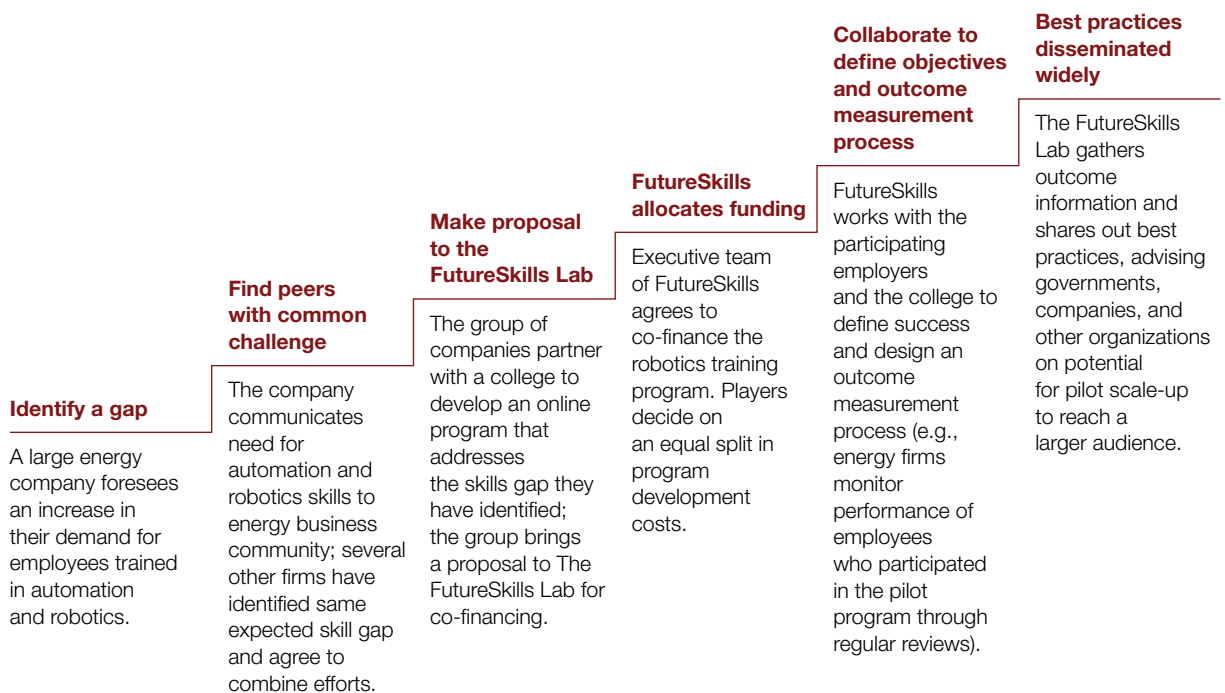 Identify a gap
A large energy
company foresees
an increase in
their demand for
employees trained
in automation
and robotics.
Find peers
with common
challenge
The company
communicates
need for
automation and
robotics skills to
energy business
community; several
other firms have
identified same
expected skill gap
and agree to
combine efforts.
Make proposal
to the
FutureSkills Lab
The group of
companies partner
with a college to
develop an online
program that
addresses
the skills gap they
have identified;
the group brings
a proposal to The
FutureSkills Lab for
co-financing.
FutureSkills
allocates funding
Executive team
of FutureSkills
agrees to
co-finance the
robotics training
program. Players
decide on
an equal split in
program
development
costs.
Collaborate to
define objectives
and outcome
measurement
process
FutureSkills
works with the
participating
employers
and the college to
define success
and design an
outcome
measurement
process (e.g.,
energy firms
monitor
performance of
employees
who participated
in the pilot
program through
regular reviews).
Best practices
disseminated
widely
The FutureSkills
Lab gathers
outcome
information and
shares out best
practices, advising
governments,
companies, and
other organizations
on potential
for pilot scale-up
to reach a
larger audience.